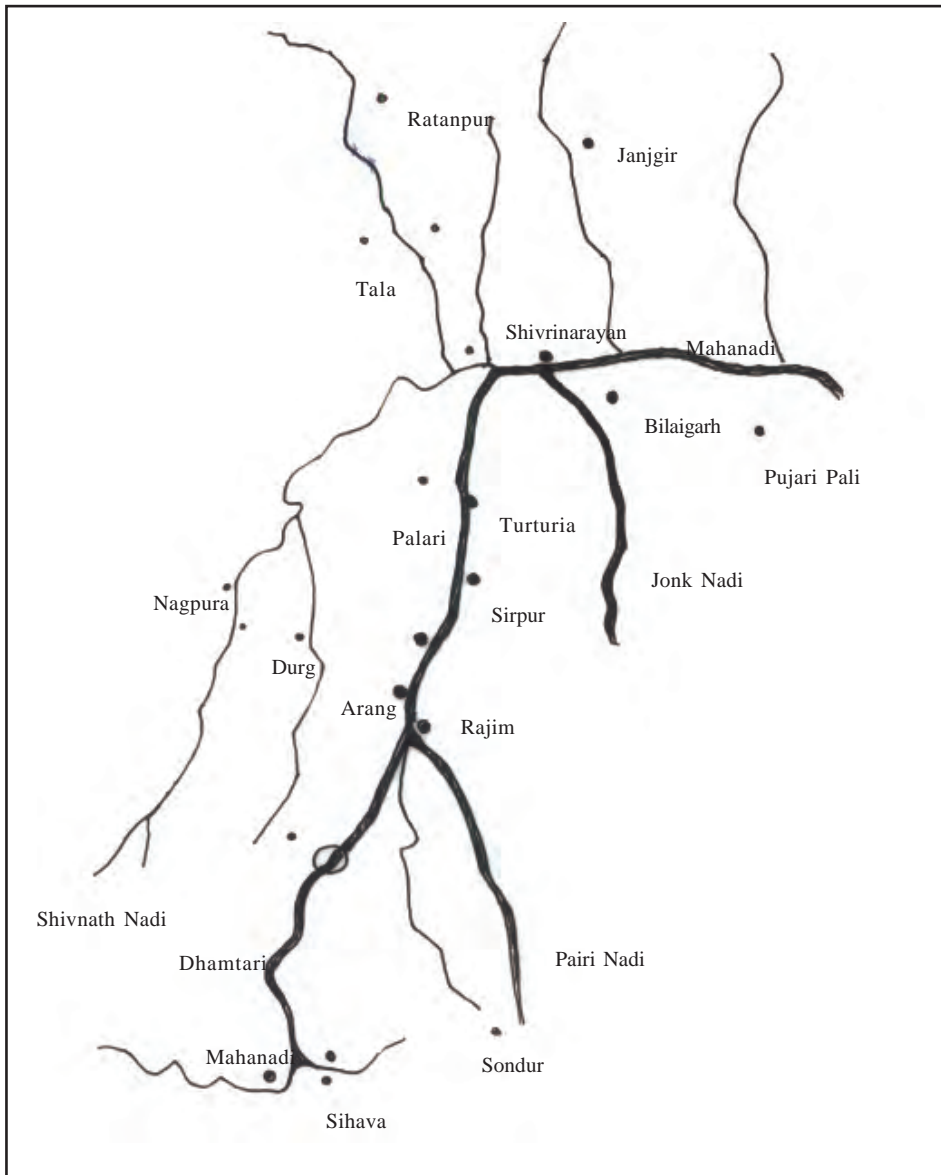 Ratanpur
Janjgir
Tala
Shivrinarayan
Mahanadi
Bilaigarh
Pujari Pali
Palari
Turturia
Jonk Nadi
Nagpura
Sirpur
Durg
Arang
Rajim
Shivnath Nadi
Dhamtari
Pairi Nadi
Mahanadi
Sondur
Sihava